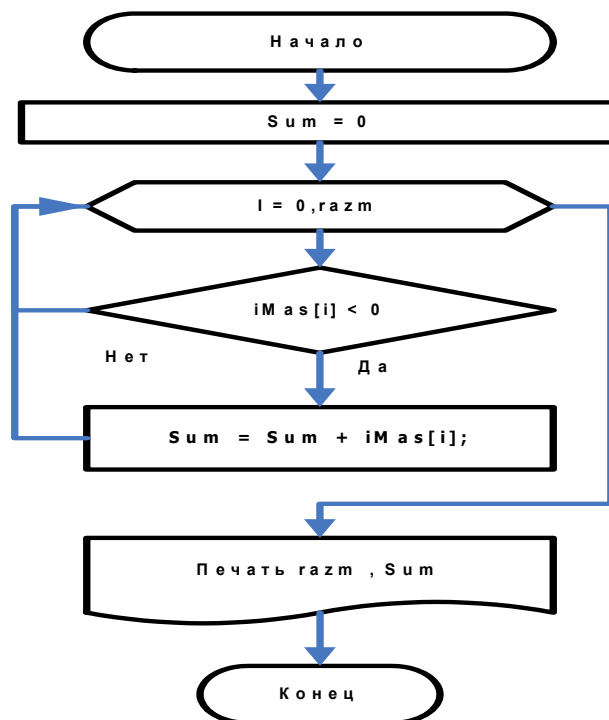 Начало
Sum = 0
I = 0,razm
iMas[i] < 0
Нет
Да
Sum = Sum + iMas[i];
Печать razm , Sum
Конец